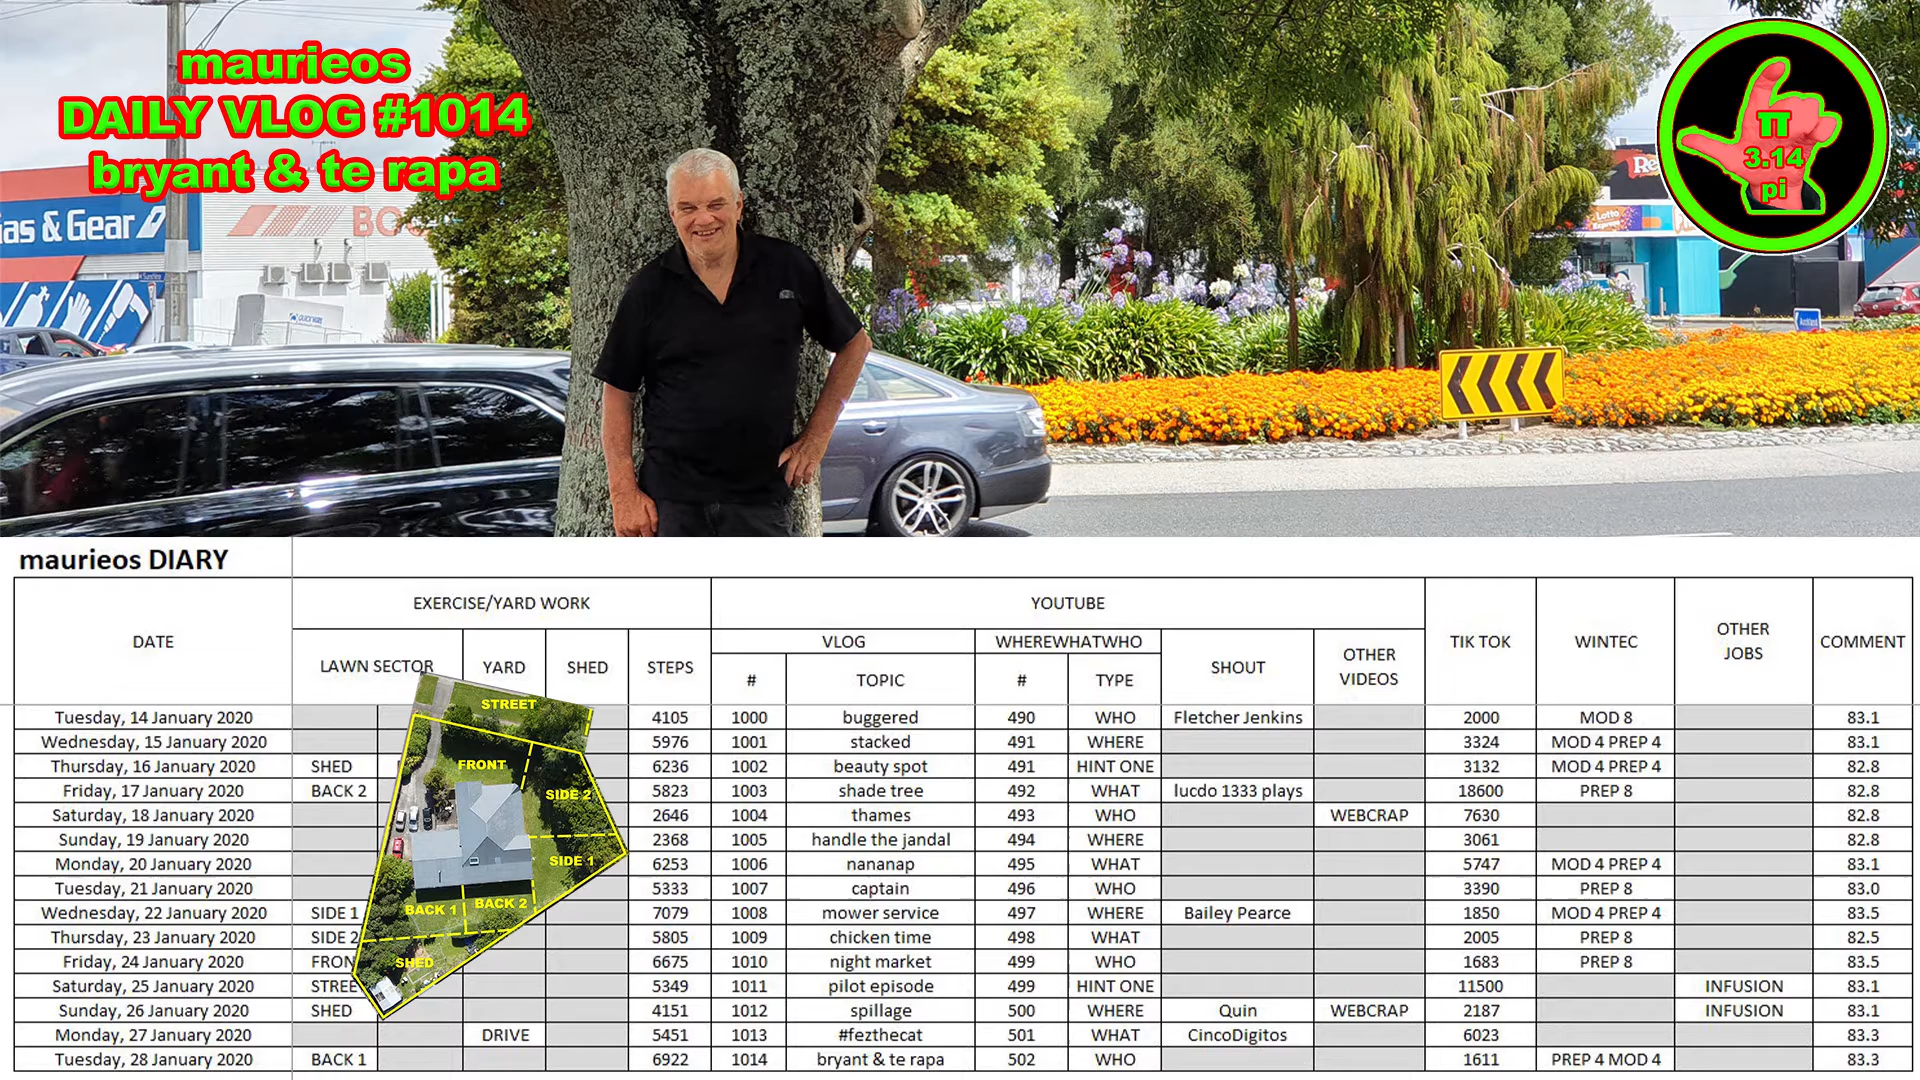 maurieos
DAILY VLOG #1014
bryant & te rapa
π
3.14
pi
& Gear
Lotto
maurieos DIARY
DATE EXERCISE/YARD WORK YOUTUBE TIK TOK WINTEC OTHER JOBS COMMENT
LAWN SECTOR YARD SHED STEPS VLOG WHEREWHATWHO SHOUT OTHER VIDEOS
# TOPIC # TYPE
Tuesday, 14 January 2020 4105 1000 buggered 490 WHO Fletcher Jenkins 2000 MOD 8 83.1
Wednesday, 15 January 2020 5976 1001 stacked 491 WHERE 3324 MOD 4 PREP 4 83.1
Thursday, 16 January 2020 SHED 6236 1002 beauty spot 491 HINT ONE 3132 MOD 4 PREP 4 82.8
Friday, 17 January 2020 BACK 2 5823 1003 shade tree 492 WHAT lucdo 1333 plays 18600 PREP 8 82.8
Saturday, 18 January 2020 2646 1004 thames 493 WHO WEBCRAP 7630 82.8
Sunday, 19 January 2020 2368 1005 handle the jandal 494 WHERE 3061 82.8
Monday, 20 January 2020 6253 1006 nananap 495 WHAT 5747 MOD 4 PREP 4 83.1
Tuesday, 21 January 2020 5333 1007 captain 496 WHO 3390 PREP 8 83.0
Wednesday, 22 January 2020 SIDE 1 7079 1008 mower service 497 WHERE Bailey Pearce 1850 MOD 4 PREP 4 83.5
Thursday, 23 January 2020 SIDE 2 5805 1009 chicken time 498 WHAT 2005 PREP 8 82.5
Friday, 24 January 2020 FRON 6675 1010 night market 499 WHO 1683 PREP 8 83.5
Saturday, 25 January 2020 STREE 5349 1011 pilot episode 499 HINT ONE 11500 INFUSION 83.1
Sunday, 26 January 2020 SHED 4151 1012 spillage 500 WHERE Quin WEBCRAP 2187 INFUSION 83.1
Monday, 27 January 2020 DRIVE 5451 1013 #fezthecat 501 WHAT CincoDigitos 6023 83.3
Tuesday, 28 January 2020 BACK 1 6922 1014 bryant & te rapa 502 WHO 1611 PREP 4 MOD 4 83.3
STREET
FRONT
SIDE 2
SIDE 1
BACK 1 BACK 2
SHED